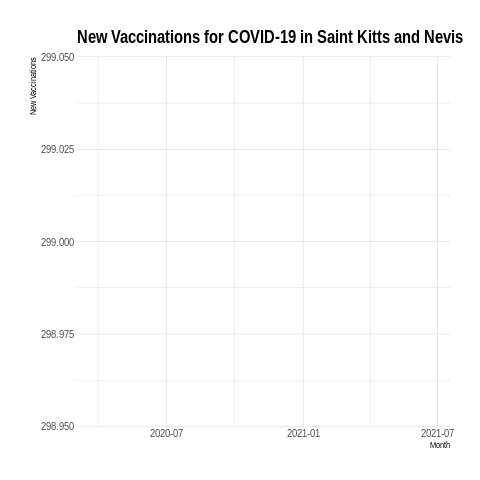 New Vaccinations for COVID-19 in Saint Kitts and Nevis
New Vaccinations
299.050
299.025
299.000
298.975
298.950
2020-07
2021-01
2021-07
Month